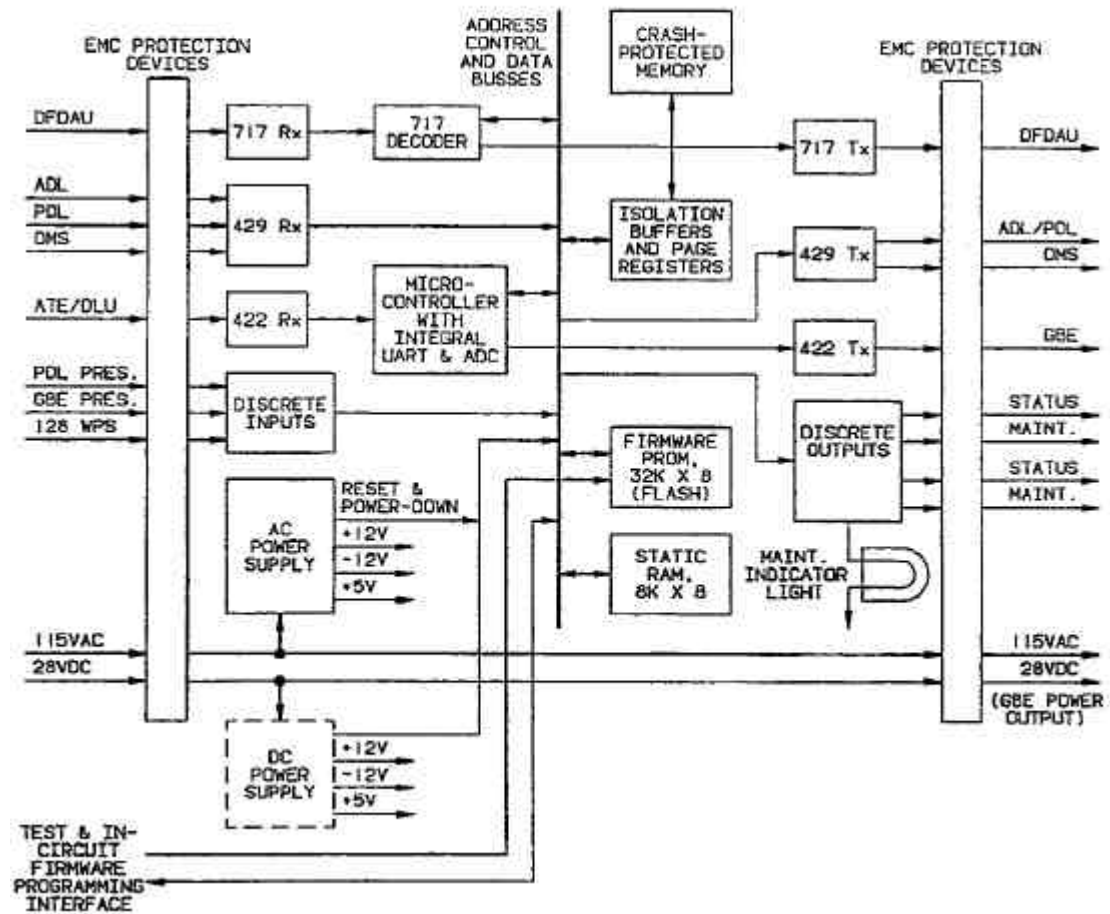 EMC PROTECTION
DEVICES
DFDAU
ADL
PDL
OMS
ATE/DLU
PDL PRES.
GBE PRES.
128 WPS
115VAC
28VDC
717 Rx
717
DECODER
429 Rx
422 Rx
MICRO-
CONTROLLER
WITH
INTEGRAL
UART & ADC
DISCRETE
INPUTS
AC
POWER
SUPPLY
RESET &
POWER-DOWN
+12V
-12V
+5V
DC
POWER
SUPPLY
+12V
-12V
+5V
TEST & IN-
CIRCUIT
FIRMWARE
PROGRAMMING
INTERFACE
ADDRESS
CONTROL
AND DATA
BUSSES
CRASH-
PROTECTED
MEMORY
ISOLATION
BUFFERS
AND PAGE
REGISTERS
FIRMWARE
PROM,
32K X 8
(FLASH)
STATIC
RAM,
8K X 8
717 Tx
429 Tx
422 Tx
DISCRETE
OUTPUTS
MAINT.
INDICATOR
LIGHT
EMC PROTECTION
DEVICES
DFDAU
ADL/PDL
OMS
GBE
STATUS
MAINT.
STATUS
MAINT.
115VAC
28VDC
(GBE POWER
OUTPUT)